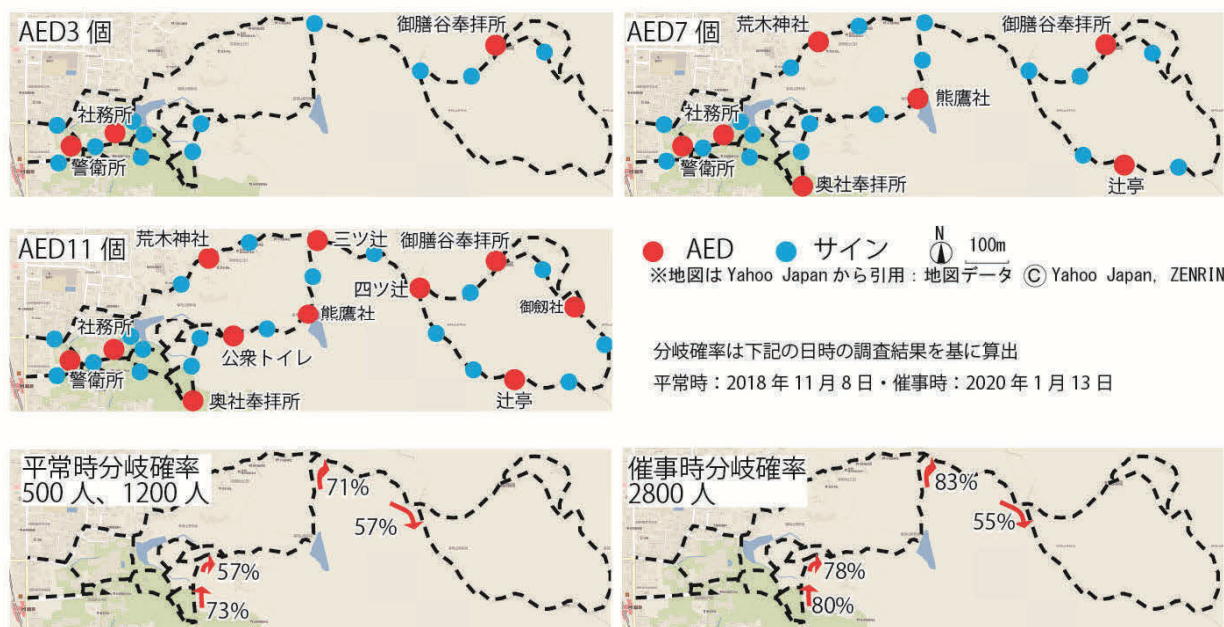 AED3 個
御膳谷奉拝所
社務所
警衛所
AED7 個
荒木神社
御膳谷奉拝所
熊鷹社
社務所
警衛所
奥社奉拝所
辻亭
AED11 個
荒木神社
三ツ辻
御膳谷奉拝所
四ツ辻
御劔社
熊鷹社
社務所
公衆トイレ
警衛所
奥社奉拝所
辻亭
AED
サイン
N
100m
※地図は Yahoo Japan から引用：地図データ Ⓒ Yahoo Japan, ZENRIN
分岐確率は下記の日時の調査結果を基に算出
平常時：2018 年 11 月 8 日・催事時：2020 年 1 月 13 日
平常時分岐確率
500 人、1200 人
71%
57%
57%
73%
催事時分岐確率
2800 人
83%
55%
78%
80%